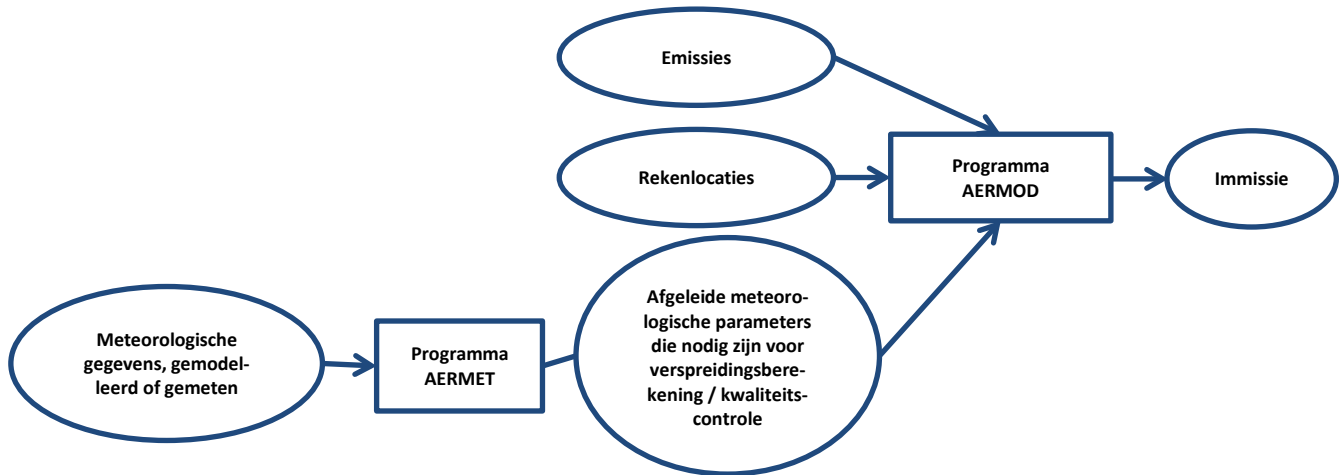 Emissies
Rekenlocaties
Programma
AERMOD
Immissie
Meteorologische
gegevens, gemodel-
leerd of gemeten
Programma
AERMET
Afgeleide meteoro-
logische parameters
die nodig zijn voor
verspreidingsbere-
kening / kwaliteits-
controle